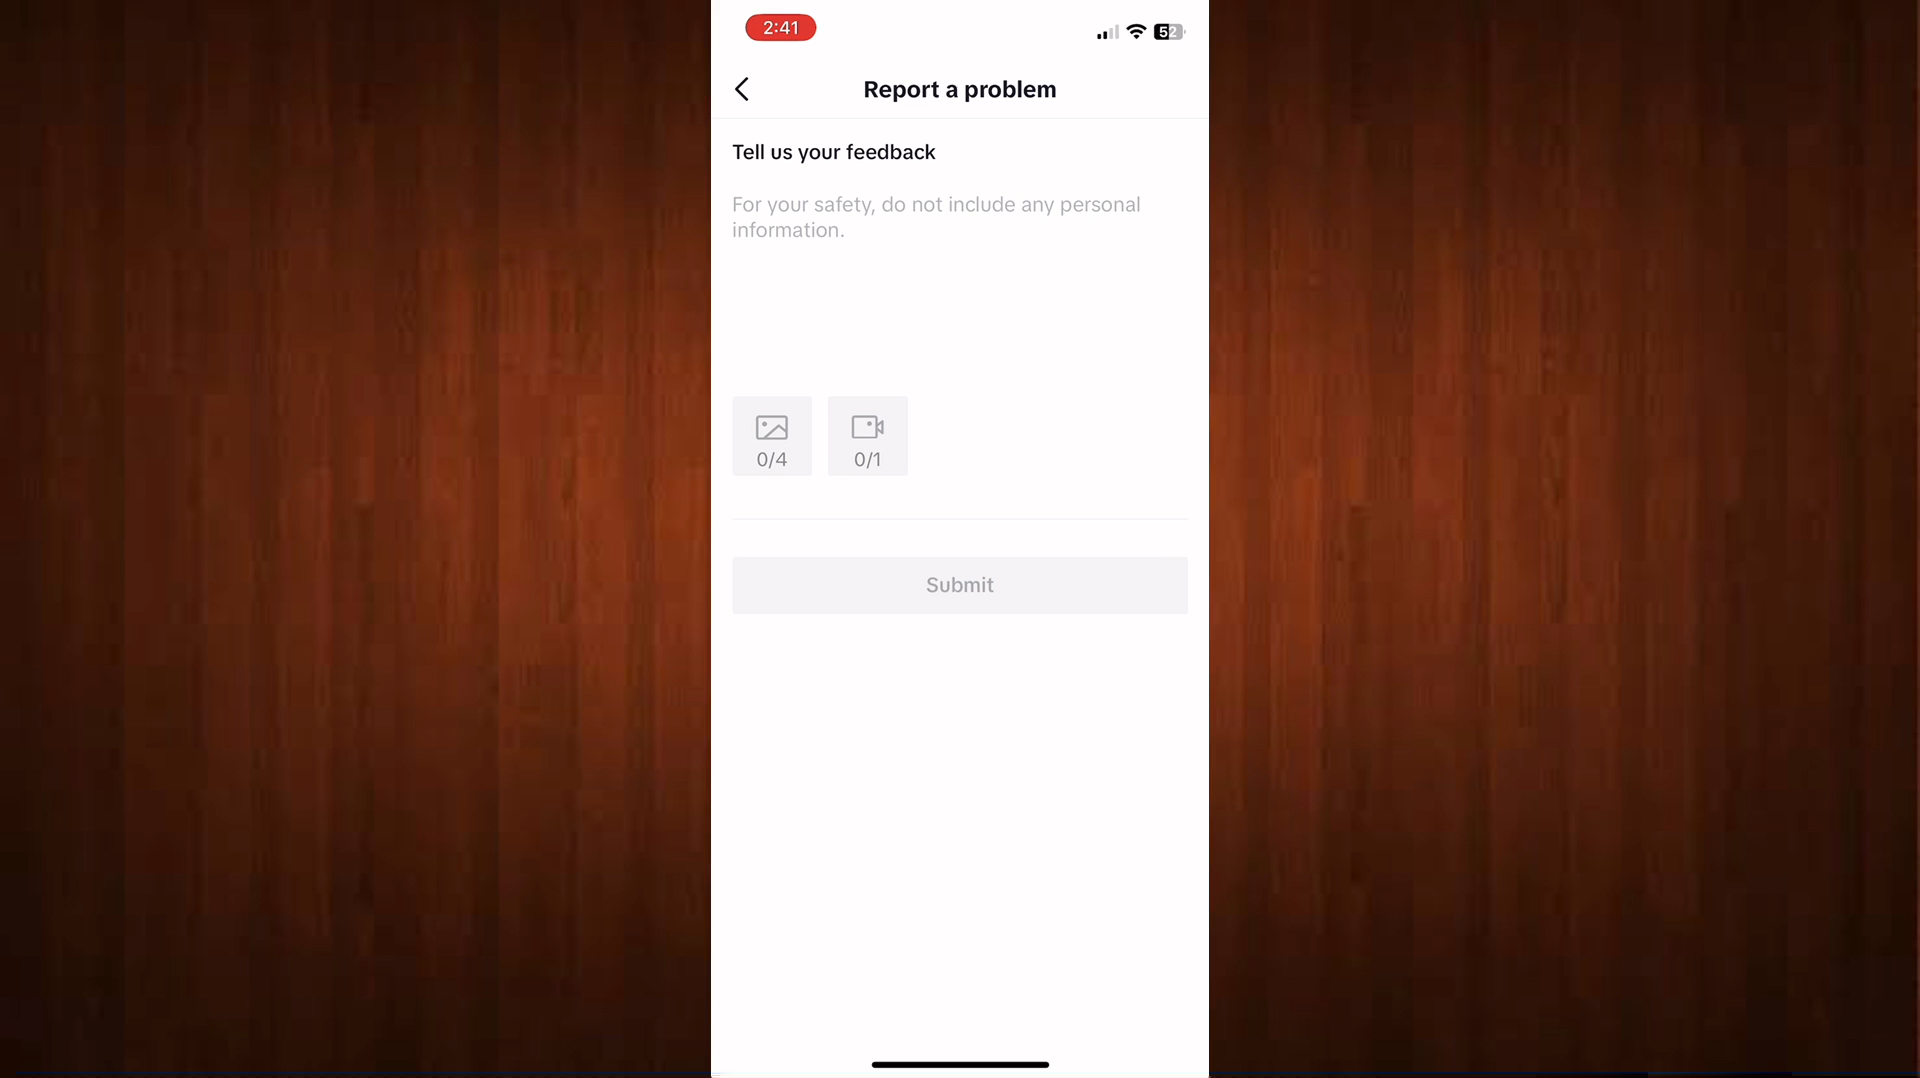 2:41
52
Report a problem
Tell us your feedback
For your safety, do not include any personal
information.
0/4
0/1
Submit